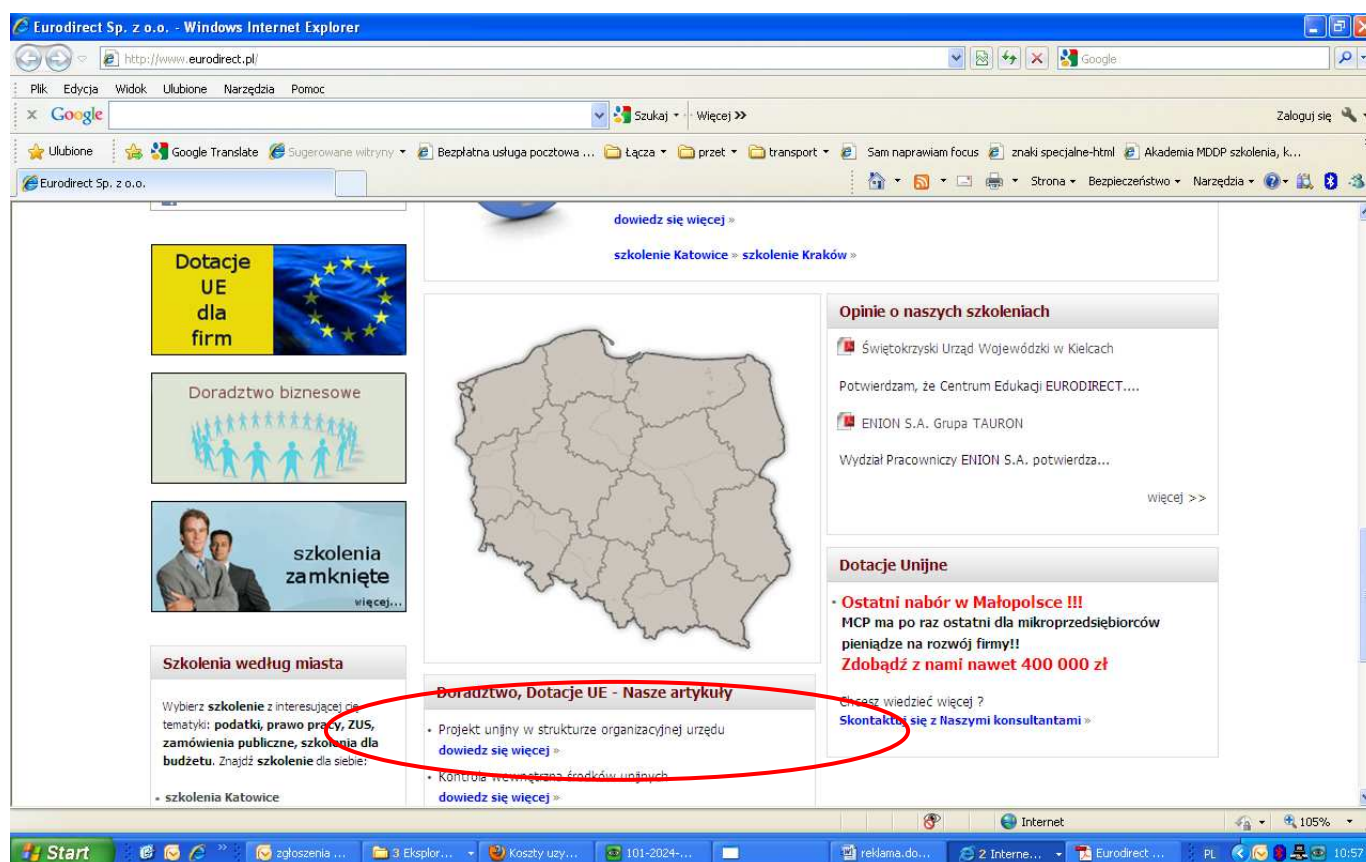 Eurodirect Sp. z o.o. - Windows Internet Explorer
http://www.eurodirect.pl/
Google
Plik Edycja Widok Ulubione Narzędzia Pomoc
x Google Szukaj Więcej >> Zaloguj się
Ulubione Google Translate Sugerowane witryny Bezpłatna usługa pocztowa ... Łącza przet transport Sam naprawiam focus znaki specjalne-html Akademia MDDP szkolenia, k...
Eurodirect Sp. z o.o. Strona Bezpieczeństwo Narzędzia
dowiedz się więcej »
szkolenie Katowice » szkolenie Kraków »
Dotacje
UE
dla
firm
Doradztwo biznesowe
szkolenia
zamknięte
więcej...
Szkolenia według miasta
Wybierz szkolenie z interesującej cię
tematyki: podatki, prawo pracy, ZUS,
zamówienia publiczne, szkolenia dla
budżetu. Znajdź szkolenie dla siebie:
• szkolenia Katowice
Doradztwo, Dotacje UE - Nasze artykuły
• Projekt unijny w strukturze organizacyjnej urzędu
dowiedz się więcej »
• Kontrola wewnętrzna środków unijnych
dowiedz się więcej »
Opinie o naszych szkoleniach
Świętokrzyski Urząd Wojewódzki w Kielcach
Potwierdzam, że Centrum Edukacji EURODIRECT....
ENION S.A. Grupa TAURON
Wydział Pracowniczy ENION S.A. potwierdza...
więcej >>
Dotacje Unijne
• Ostatni nabór w Małopolsce !!!
MCP ma po raz ostatni dla mikroprzedsiębiorców
pieniądze na rozwój firmy!!
Zdobądź z nami nawet 400 000 zł
Chcesz wiedzieć więcej ?
Skontaktuj się z Naszymi konsultantami »
Internet 105%
Start zgłoszenia ... 3 Eksplor... Koszty uzy... 101-2024-... reklama.do... 2 Interne... Eurodirect ... PL 10:57